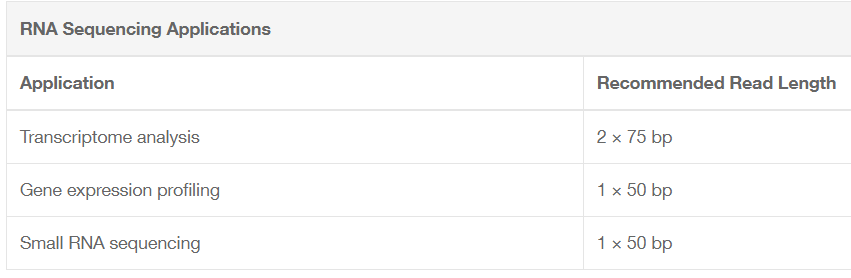 RNA Sequencing Applications
Application Recommended Read Length
Transcriptome analysis 2 × 75 bp
Gene expression profiling 1 × 50 bp
Small RNA sequencing 1 × 50 bp